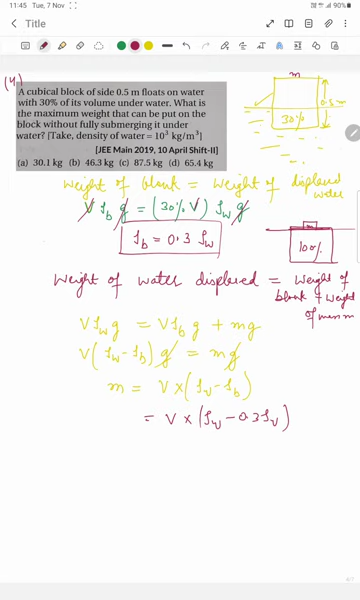 11:45 Tue, 7 Nov 90%
Title
(4)
A cubical block of side 0.5 m floats on water
with 30% of its volume under water. What is
the maximum weight that can be put on the
block without fully submerging it under
water? [Take, density of water = 10³ kg/m³]
[JEE Main 2019, 10 April Shift-II]
(a) 30.1 kg (b) 46.3 kg (c) 87.5 kg (d) 65.4 kg
m
0.5m
30%
Weight of block = Weight of displaced water
V ρb g = (30% V) ρw g
ρb = 0.3 ρw
m
100%
Weight of water displaced = Weight of
block + weight
of mass m
Vρw g = Vρb g + mg
V(ρw - ρb) g = mg
m = V × (ρw - ρb)
= V × (ρw - 0.3ρw)